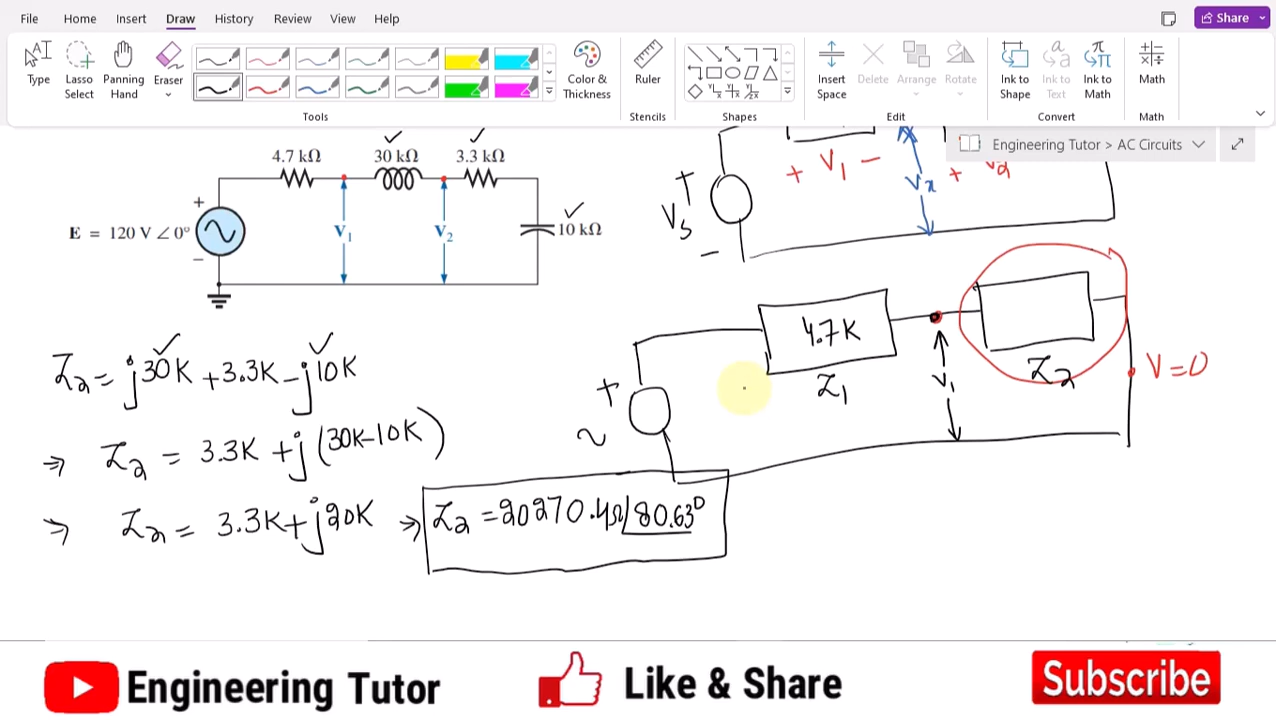 File Home Insert Draw History Review View Help
Share
Type
Lasso Select
Panning Hand
Eraser
Color & Thickness
Ruler
Insert Space
Delete
Arrange
Rotate
Ink to Shape
Ink to Text
Ink to Math
Math
Tools
Stencils
Shapes
Edit
Convert
Math
Engineering Tutor > AC Circuits
4.7 kΩ 30 kΩ 3.3 kΩ
+
E = 120 V ∠ 0°
−
V1 V2
10 kΩ
+ V1 −
+ V2
Vx
+
Vs
−
4.7K
Z1
Z2
+
~
V1
V=0
Z2 = j30K + 3.3K - j10K
⇒ Z2 = 3.3K + j(30K-10K)
⇒ Z2 = 3.3K + j20K ⇒ Z2 = 20270.4Ω ∠80.63°
Engineering Tutor
Like & Share
Subscribe